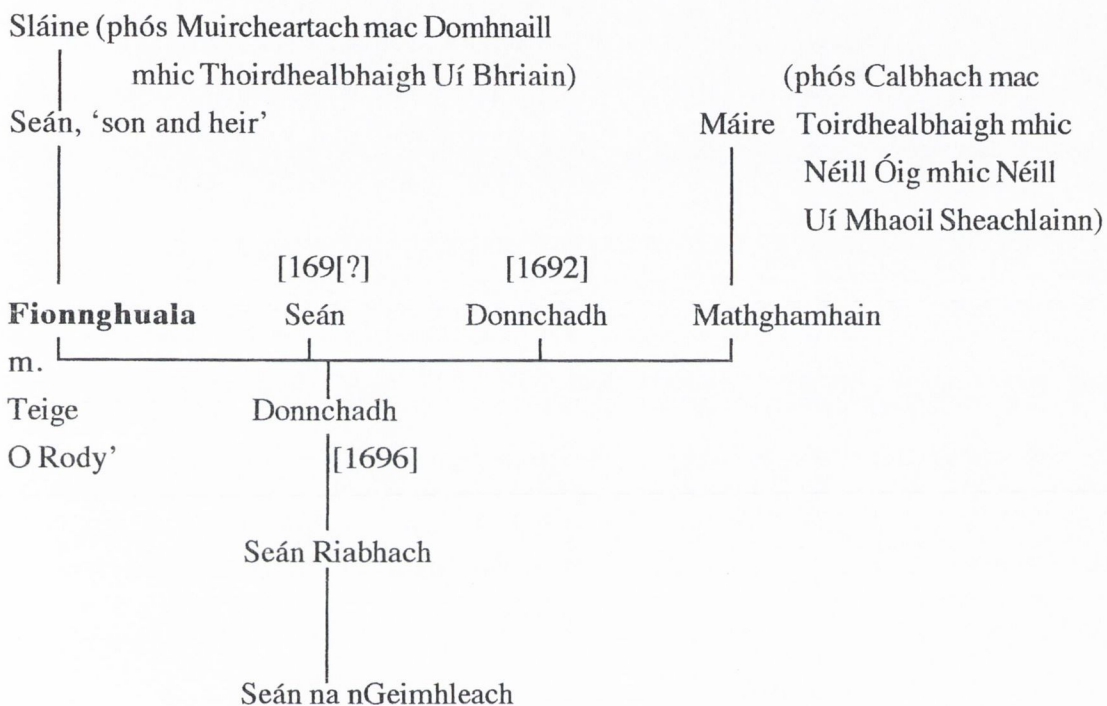 Sláine (phós Muircheartach mac Domhnaill
mhic Thoirdhealbhaigh Uí Bhriain)
(phós Calbhach mac
Seán, ‘son and heir’
Máire Toirdhealbhaigh mhic
Néill Óig mhic Néill
Uí Mhaoil Sheachlainn)
[169[?] [1692]
Fionnghuala Seán Donnchadh Mathghamhain
m.
Teige Donnchadh
O Rody’ [1696]
Seán Riabhach
Seán na nGeimhleach